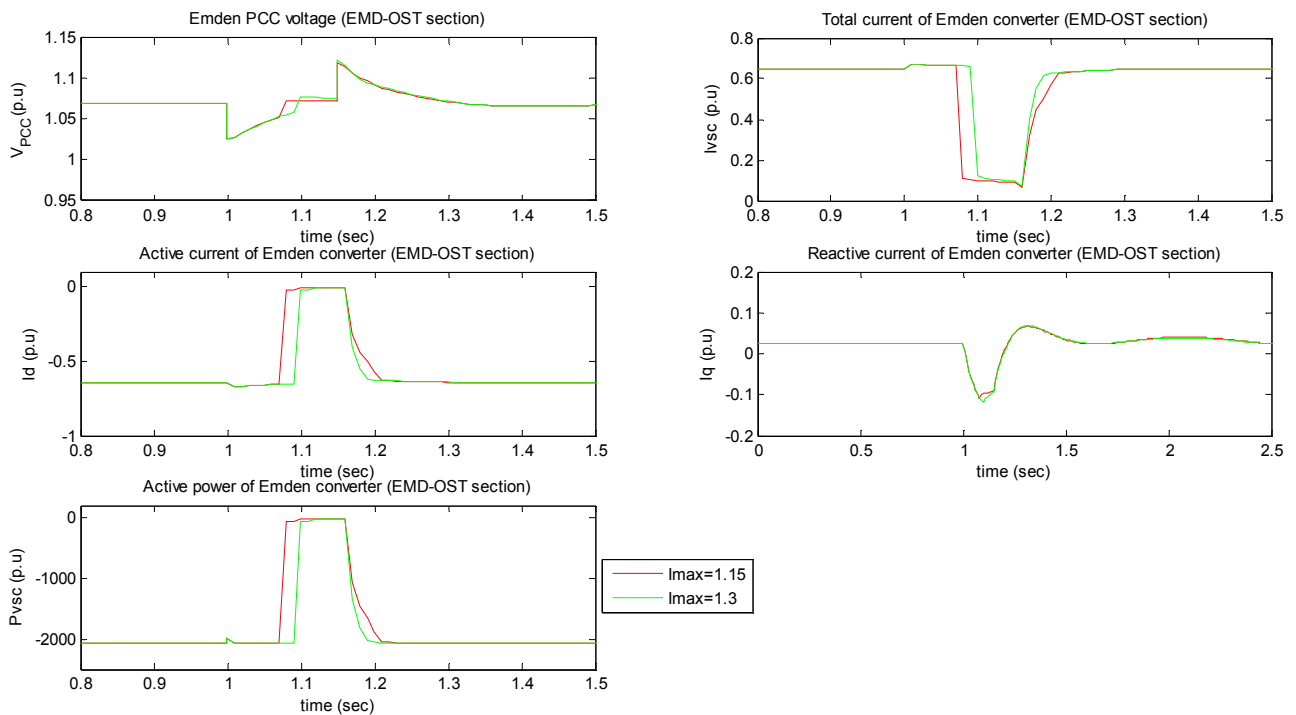 Emden PCC voltage (EMD-OST section)
1.15
1.1
1.05
1
0.95
V_PCC (p.u)
0.8 0.9 1 1.1 1.2 1.3 1.4 1.5
time (sec)
Total current of Emden converter (EMD-OST section)
0.8
0.6
0.4
0.2
0
Ivsc (p.u)
0.8 0.9 1 1.1 1.2 1.3 1.4 1.5
time (sec)
Active current of Emden converter (EMD-OST section)
0
-0.5
-1
Id (p.u)
0.8 0.9 1 1.1 1.2 1.3 1.4 1.5
time (sec)
Reactive current of Emden converter (EMD-OST section)
0.2
0.1
0
-0.1
-0.2
Iq (p.u)
0 0.5 1 1.5 2 2.5
time (sec)
Active power of Emden converter (EMD-OST section)
0
-1000
-2000
Pvsc (p.u)
0.8 0.9 1 1.1 1.2 1.3 1.4 1.5
time (sec)
Imax=1.15
Imax=1.3